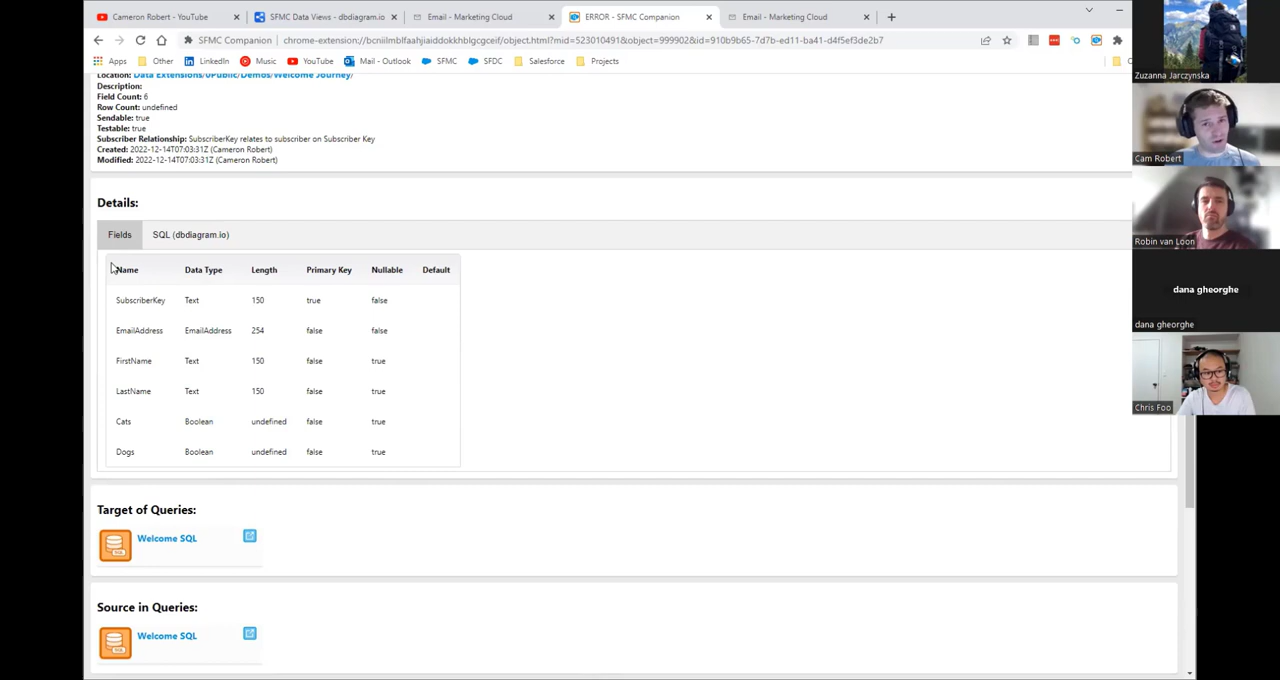 Cameron Robert - YouTube
SFMC Data Views - dbdiagram.io
Email - Marketing Cloud
ERROR - SFMC Companion
Email - Marketing Cloud
SFMC Companion
chrome-extension://bcniilmblfaahjiaiddokkhblgcgceif/object.html?mid=523010491&object=999902&id=910b9b65-7d7b-ed11-ba41-d4f5ef3de2b7
Apps
Other
LinkedIn
Music
YouTube
Mail - Outlook
SFMC
SFDC
Salesforce
Projects
Location: Data Extensions/0Public/Demos/Welcome Journey/
Description:
Field Count: 6
Row Count: undefined
Sendable: true
Testable: true
Subscriber Relationship: SubscriberKey relates to subscriber on Subscriber Key
Created: 2022-12-14T07:03:31Z (Cameron Robert)
Modified: 2022-12-14T07:03:31Z (Cameron Robert)
Details:
Fields
SQL (dbdiagram.io)
Name Data Type Length Primary Key Nullable Default
SubscriberKey Text 150 true false
EmailAddress EmailAddress 254 false false
FirstName Text 150 false true
LastName Text 150 false true
Cats Boolean undefined false true
Dogs Boolean undefined false true
Target of Queries:
Welcome SQL
SQL
Source in Queries:
Welcome SQL
SQL
Zuzanna Jarczynska
Cam Robert
Robin van Loon
dana gheorghe
dana gheorghe
Chris Foo